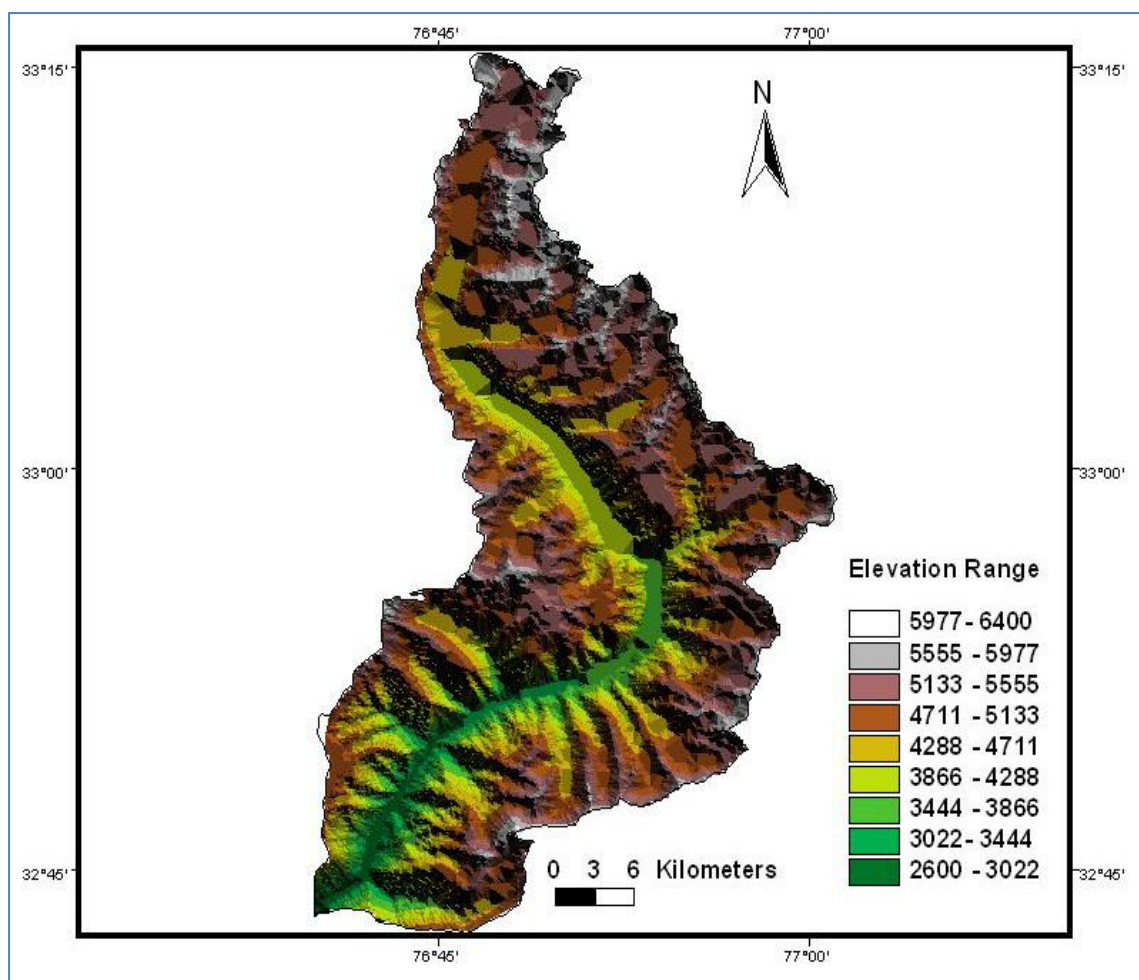 76°45' 77°00'
33°15' 33°15'
N
33°00' 33°00'
Elevation Range
5977 - 6400
5555 - 5977
5133 - 5555
4711 - 5133
4288 - 4711
3866 - 4288
3444 - 3866
3022 - 3444
2600 - 3022
0 3 6 Kilometers
32°45' 32°45'
76°45' 77°00'